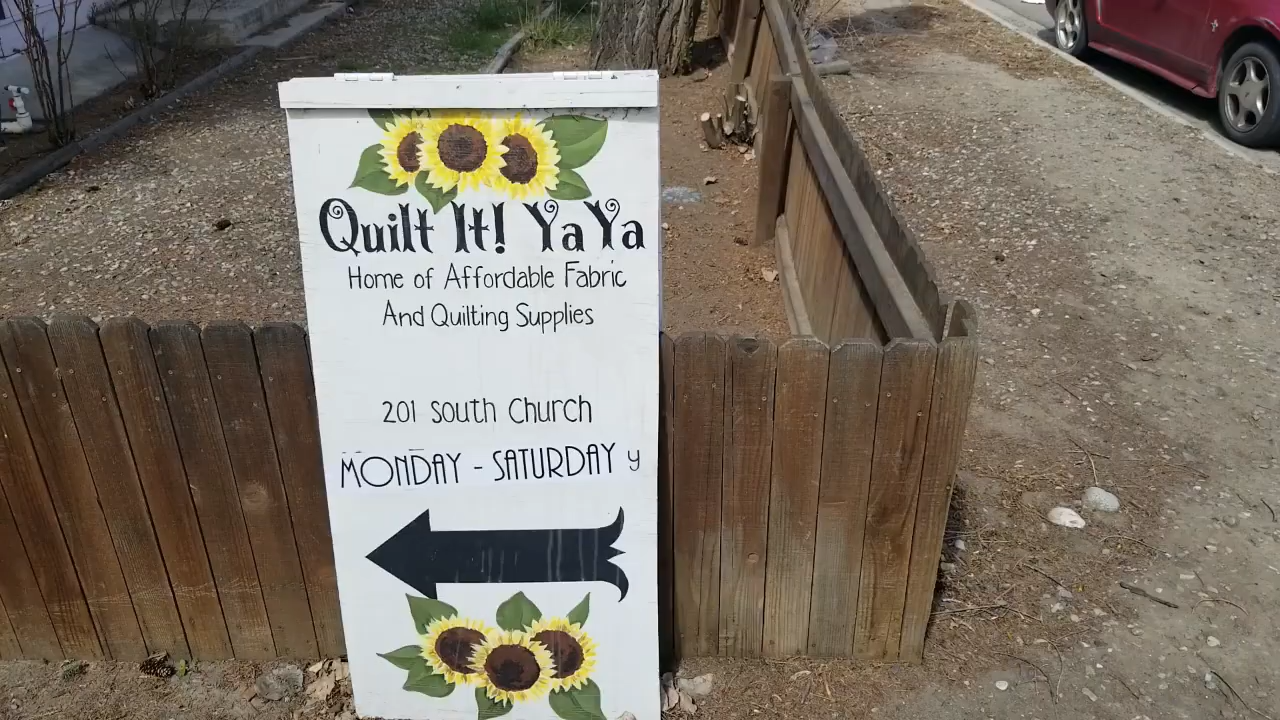 Quilt It! YaYa
Home of Affordable Fabric
And Quilting Supplies
201 South Church
MONDAY - SATURDAY y